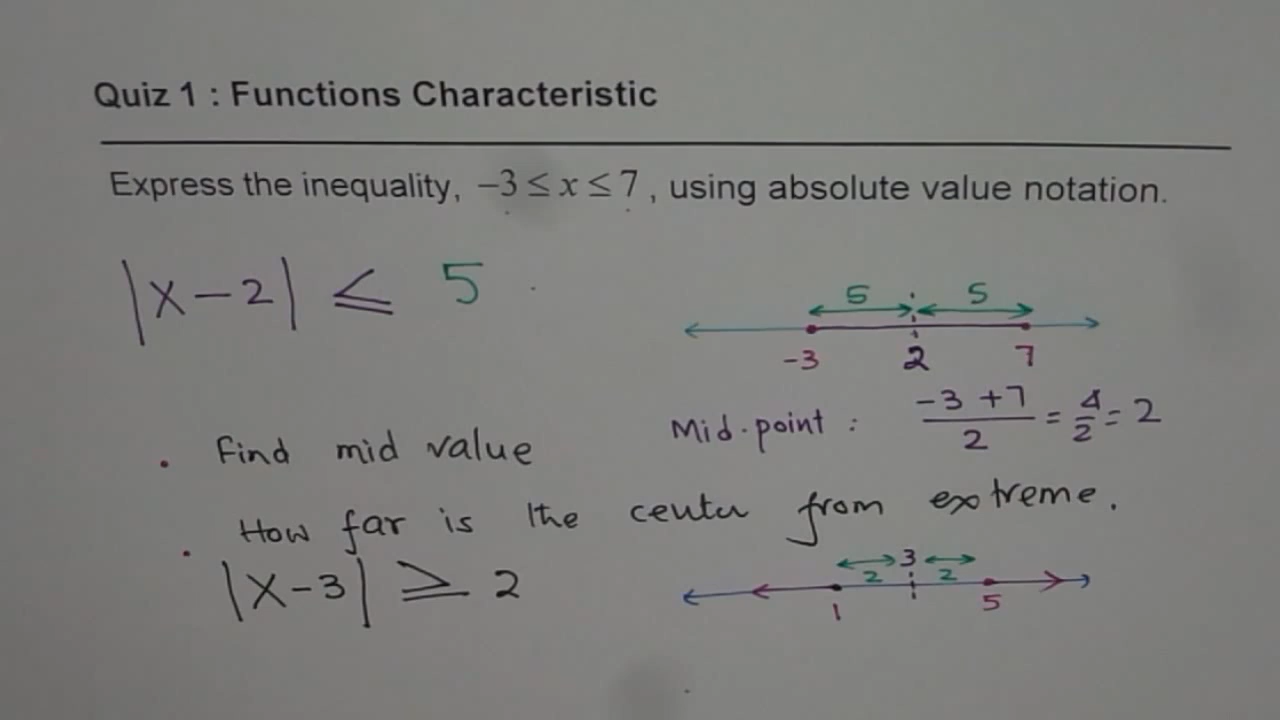 Quiz 1 : Functions Characteristic
Express the inequality, −3 ≤ x ≤ 7 , using absolute value notation.
|x − 2| ≤ 5
5 5
-3 2 7
Mid-point : (-3 + 7)/2 = 4/2 = 2
. Find mid value
. How far is the center from extreme.
|x-3| ≥ 2
2 3 2
1 5